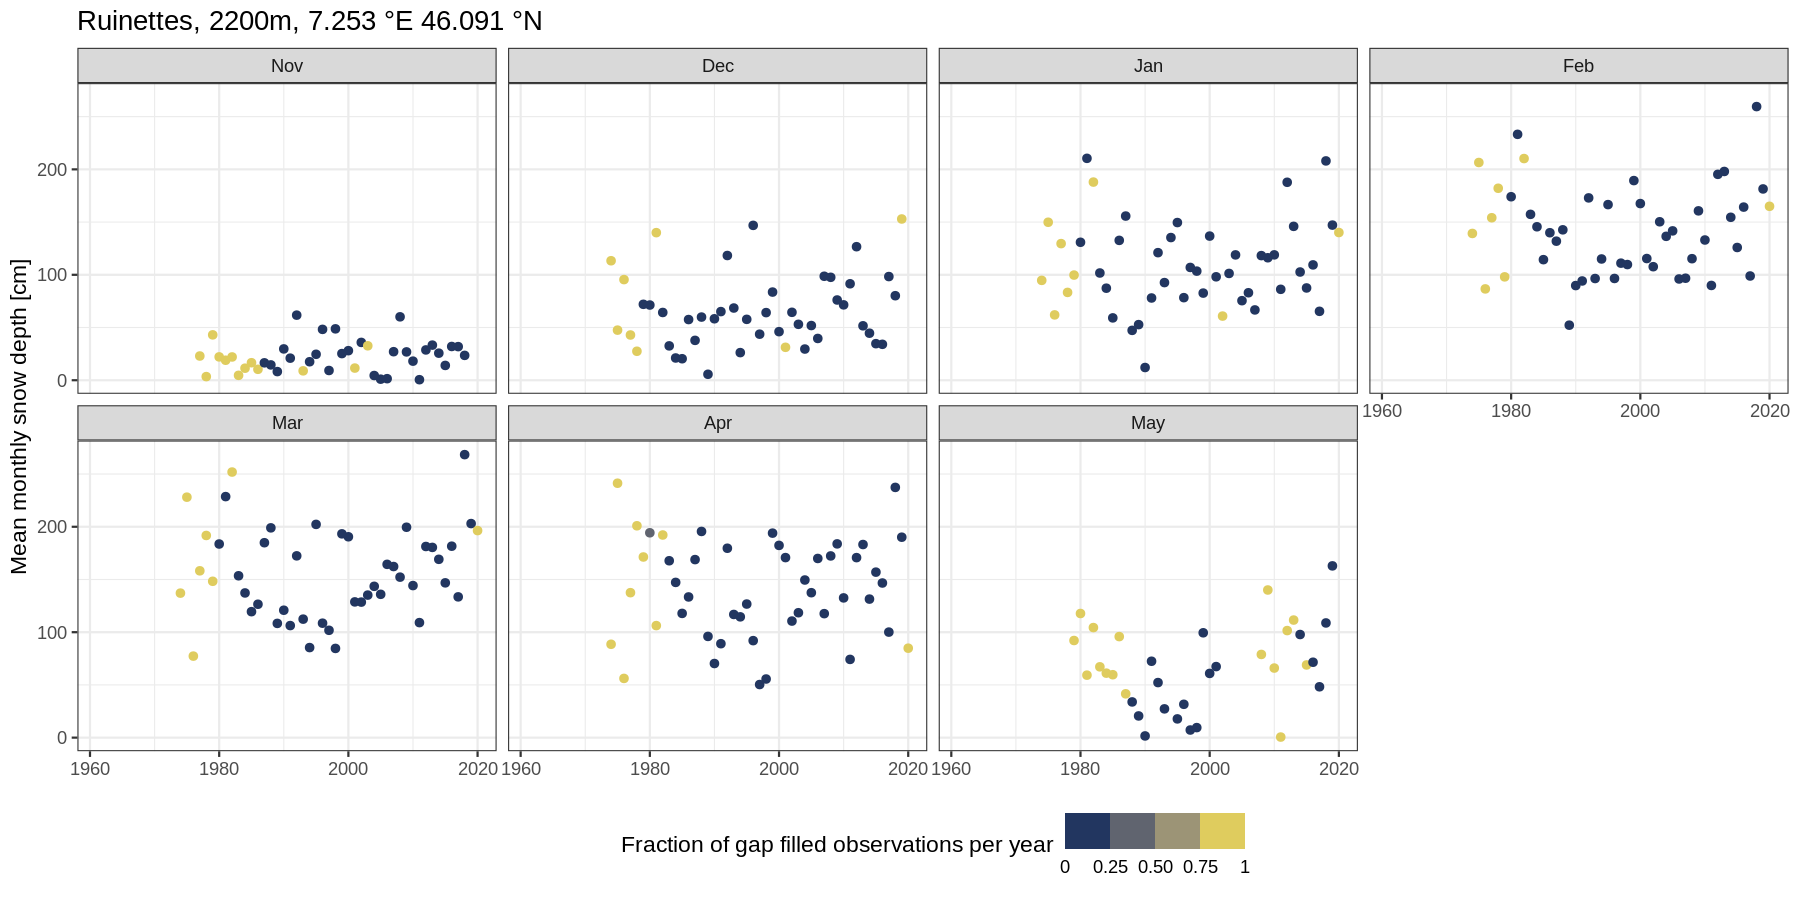 Ruinettes, 2200m, 7.253 °E 46.091 °N
Nov Dec Jan Feb
200
100
0
1960 1980 2000 2020
Mar Apr May
200
100
0
1960 1980 2000 2020 1960 1980 2000 2020 1960 1980 2000 2020
Mean monthly snow depth [cm]
Fraction of gap filled observations per year
0 0.25 0.50 0.75 1